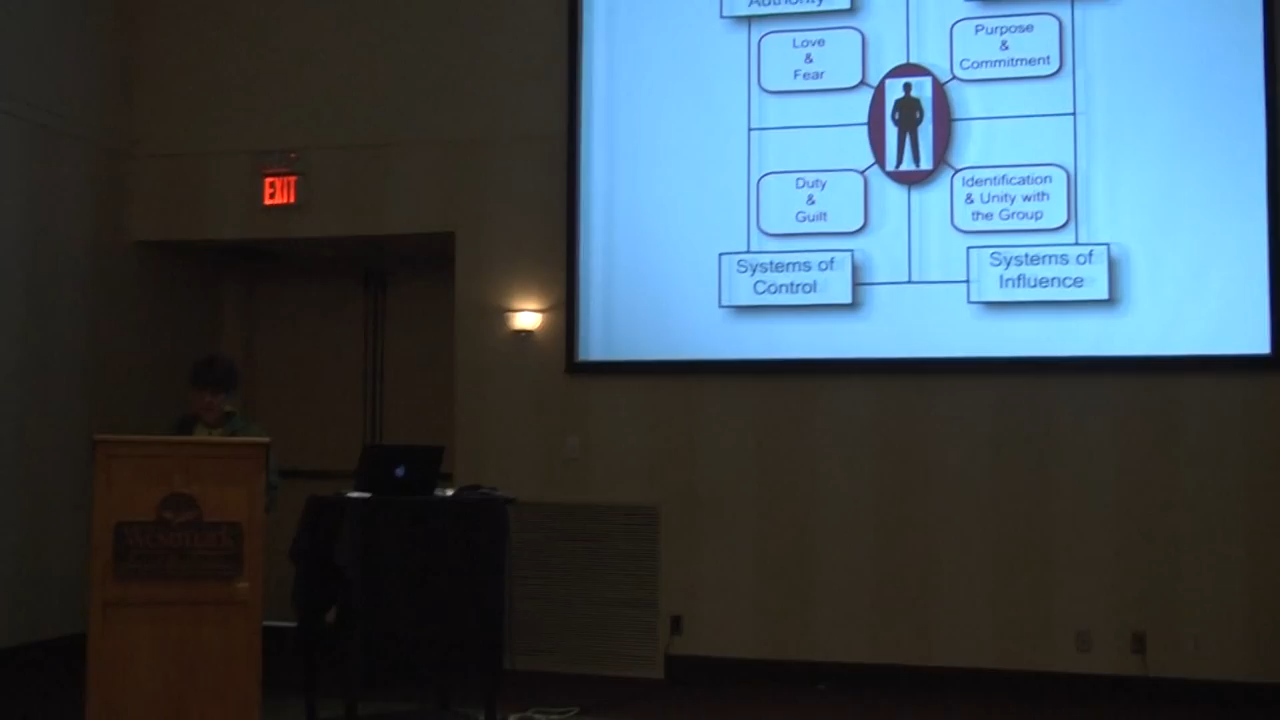 Authority
Love
&
Fear
Purpose
&
Commitment
EXIT
Duty
&
Guilt
Identification
& Unity with
the Group
Systems of
Control
Systems of
Influence
Westmark